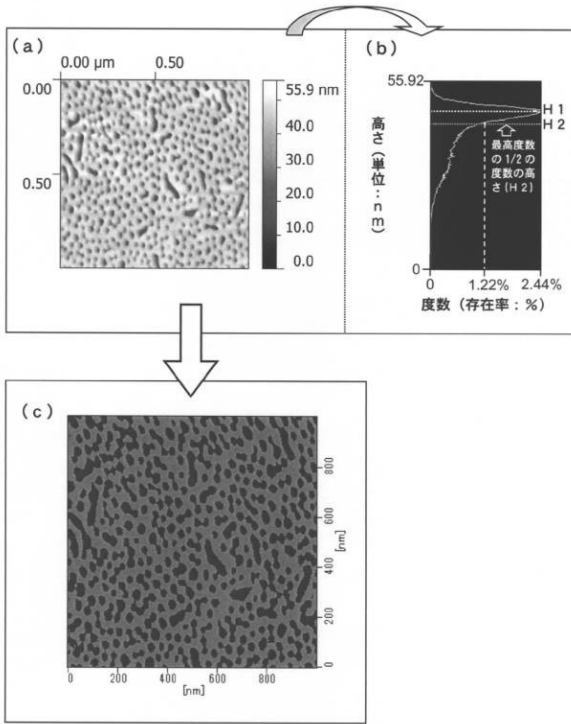 (a)
0.00 μm 0.50
0.00
0.50
55.9 nm
40.0
30.0
20.0
10.0
0.0
(b)
55.92
高さ(単位:nm)
0
H1
H2
最高度数
の1/2の
度数の高
さ(H2)
0 1.22% 2.44%
度数(存在率:%)
(c)
800
600
400
200
0
[nm]
0 200 400 600 800
[nm]